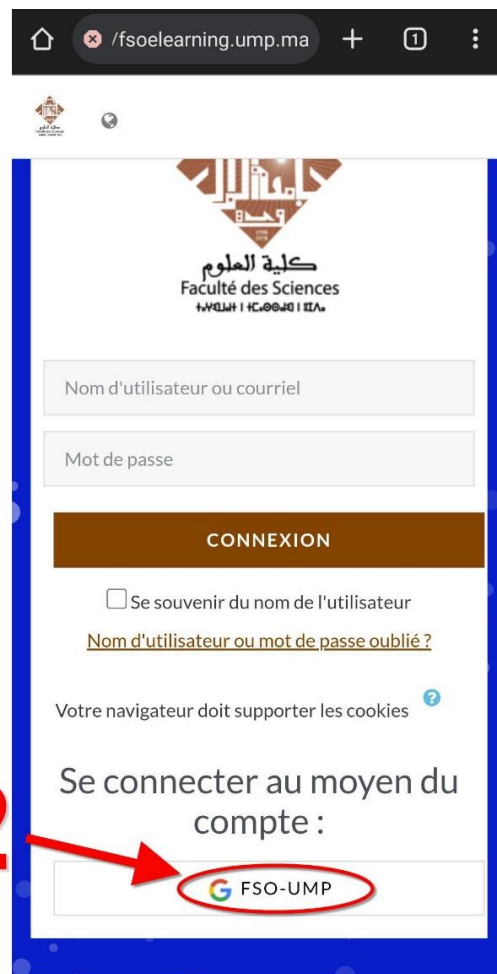 /fsoelearning.ump.ma
1
كلية العلوم
Faculté des Sciences
Nom d'utilisateur ou courriel
Mot de passe
CONNEXION
Se souvenir du nom de l'utilisateur
Nom d'utilisateur ou mot de passe oublié ?
Votre navigateur doit supporter les cookies
?
Se connecter au moyen du
compte :
2
G FSO-UMP